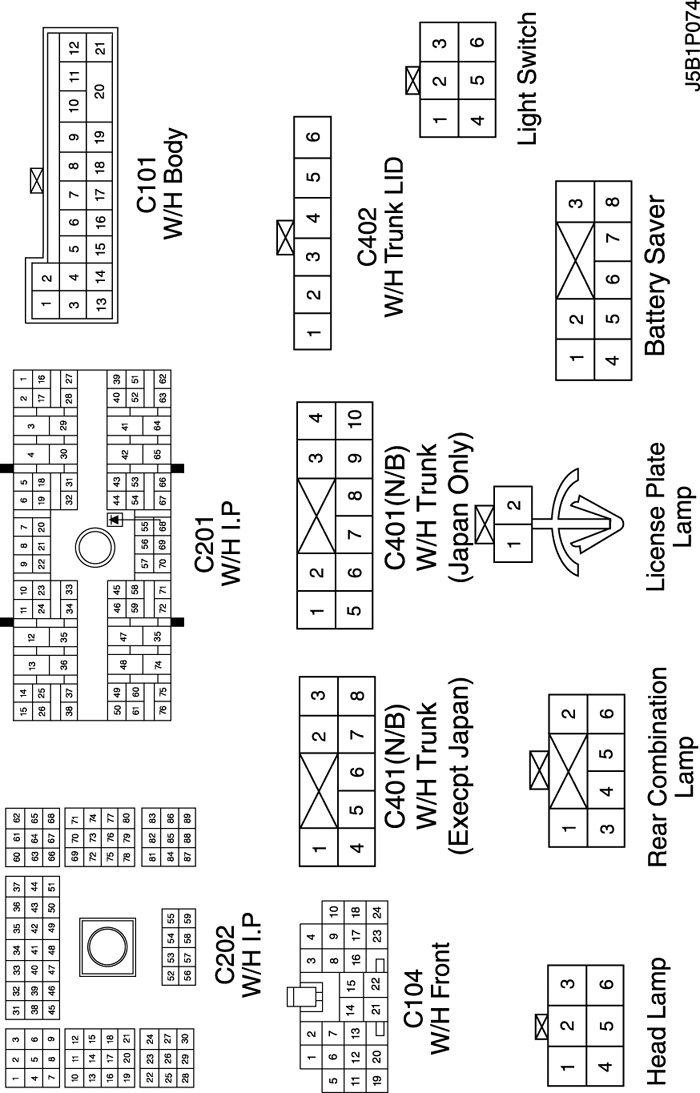 1 2 3
4 5 6
7 8 9
10 11 12
13 14 15
16 17 18
19 20 21
22 23 24
25 26 27
28 29 30
31 32 33 34 35 36 37
38 39 40 41 42 43 44
45 46 47 48 49 50 51
52 53 54 55
56 57 58 59
60 61 62
63 64 65
66 67 68
69 70 71
72 73 74
75 76 77
78 79 80
81 82 83
84 85 86
87 88 89
C202
W/H I.P
15 14 13 12 11 10 9 8 7 6 5 4 3 2 1
26 25 24 23 22 21 20 19 18 17 16
38 37 36 35 34 33 32 31 30 29 28 27
50 49 48 47 46 45 44 43 42 41 40 39
61 60 59 58 54 53 52 51
57 56 55
76 75 74 35 72 71 70 69 68 67 66 65 64 63 62
C201
W/H I.P
1 2
3 4 5 6 7 8 9 10 11 12
13 14 15 16 17 18 19 20 21
C101
W/H Body
1 2 3 4
5 6 7 8 9 10
11 12 13 14 15 16 17 18
19 20 21 22 23 24
C104
W/H Front
1 2 3
4 5 6 7 8
C401(N/B)
W/H Trunk
(Execpt Japan)
1 2 3 4
5 6 7 8 9 10
C401(N/B)
W/H Trunk
(Japan Only)
1 2 3 4 5 6
C402
W/H Trunk LID
1 2 3
4 5 6
Head Lamp
1 2
3 4 5 6
Rear Combination
Lamp
1 2
License Plate
Lamp
1 2 3
4 5 6 7 8
Battery Saver
1 2 3
4 5 6
Light Switch
J5B1P074